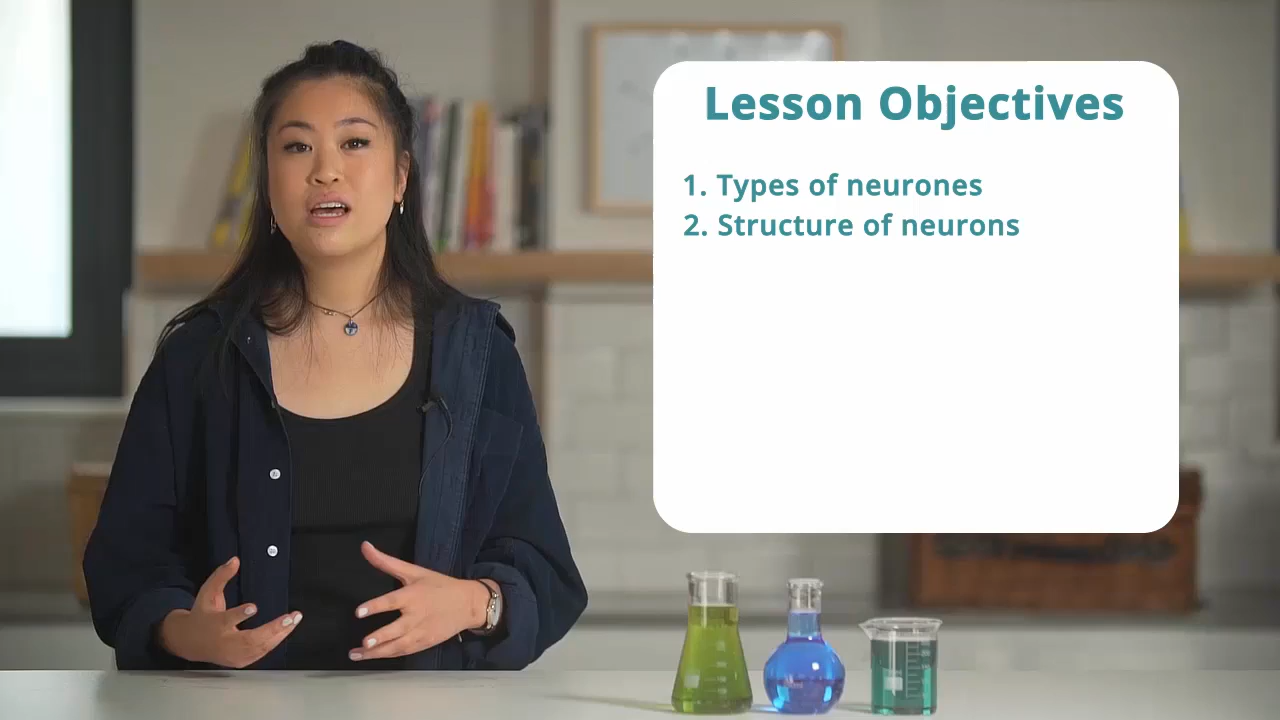 Lesson Objectives
1. Types of neurones
2. Structure of neurons